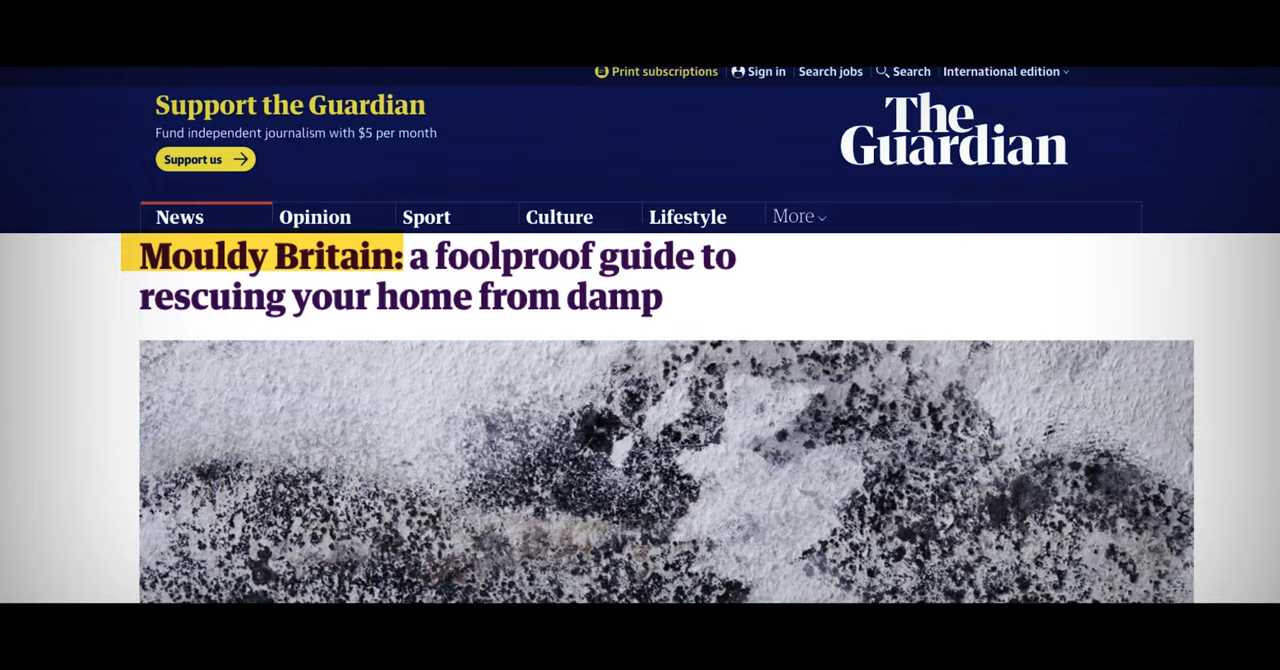 Print subscriptions Sign in Search jobs Search International edition
Support the Guardian
Fund independent journalism with $5 per month
Support us
The
Guardian
News Opinion Sport Culture Lifestyle More
Mouldy Britain: a foolproof guide to
rescuing your home from damp